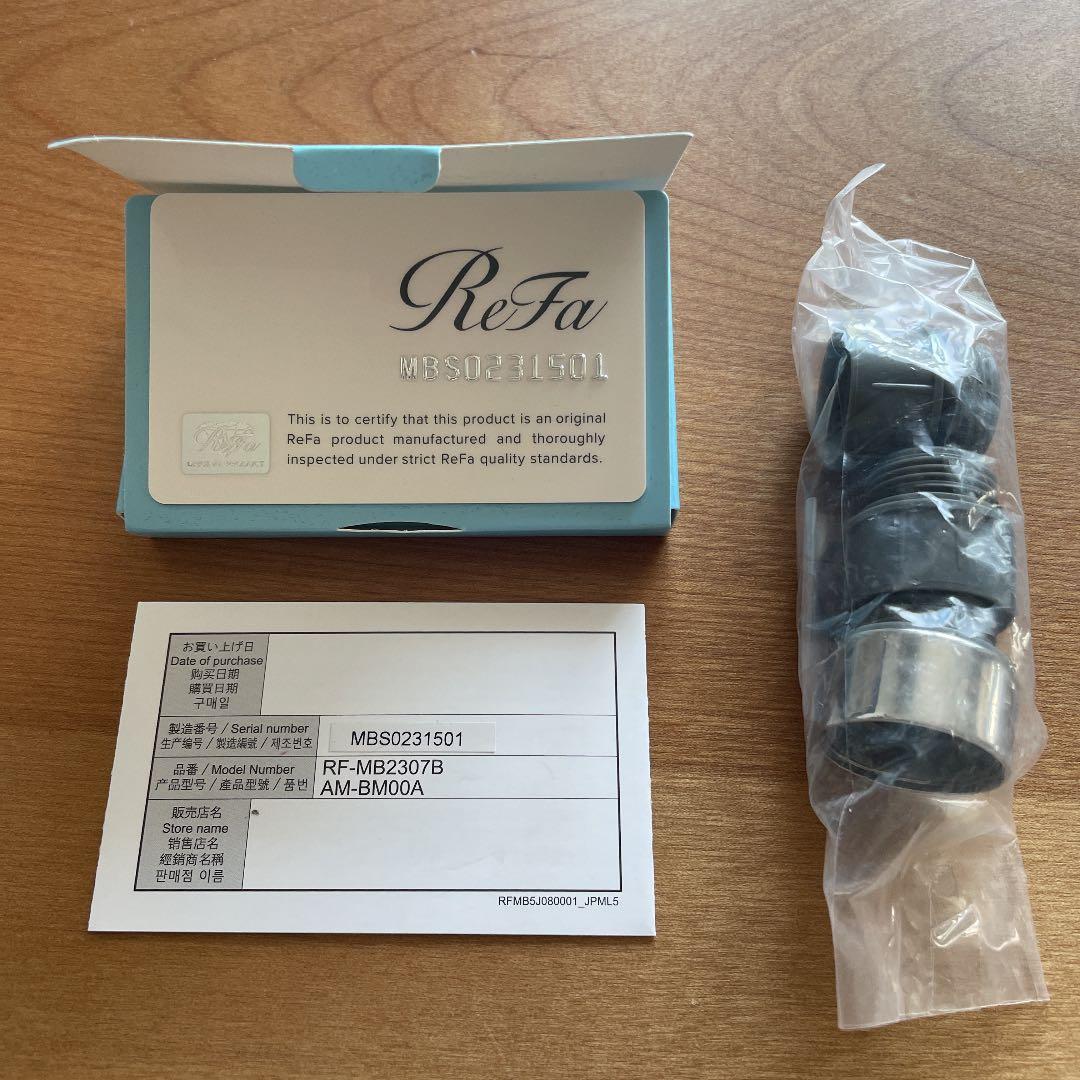 ReFa
MBS0231501
This is to certify that this product is an original
ReFa product manufactured and thoroughly
inspected under strict ReFa quality standards.
ReFa
お買い上げ日
Date of purchase
购买日期
購買日期
구매일
製造番号 / Serial number
生产编号 / 製造編號 / 제조번호
MBS0231501
品番 / Model Number
产品型号 / 產品型號 / 품번
RF-MB2307B
AM-BM00A
販売店名
Store name
销售店名
經銷商名稱
판매점 이름
RFMB5J080001_JPML5